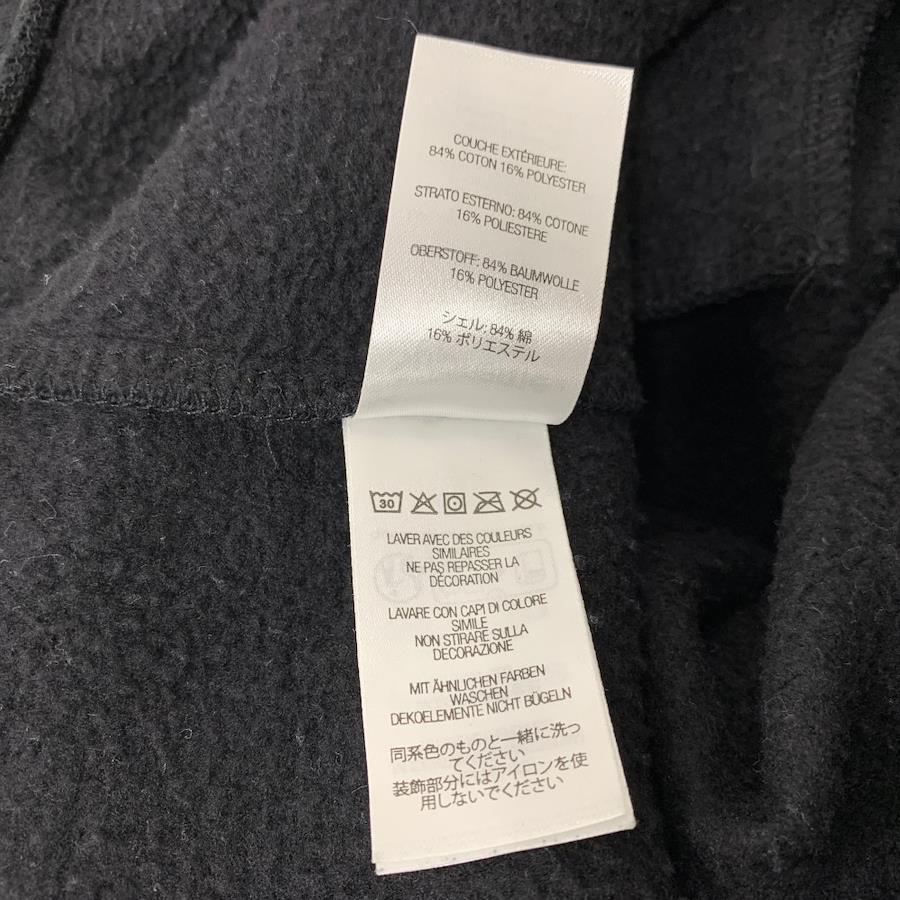 COUCHE EXTÉRIEURE:
84% COTON 16% POLYESTER
STRATO ESTERNO: 84% COTONE
16% POLIESTERE
OBERSTOFF: 84% BAUMWOLLE
16% POLYESTER
シェル: 84% 綿
16% ポリエステル
30
LAVER AVEC DES COULEURS
SIMILAIRES
NE PAS REPASSER LA
DÉCORATION
LAVARE CON CAPI DI COLORE
SIMILE
NON STIRARE SULLA
DECORAZIONE
MIT ÄHNLICHEN FARBEN
WASCHEN
DEKOELEMENTE NICHT BÜGELN
同系色のものと一緒に洗っ
てください
装飾部分にはアイロンを使
用しないでください